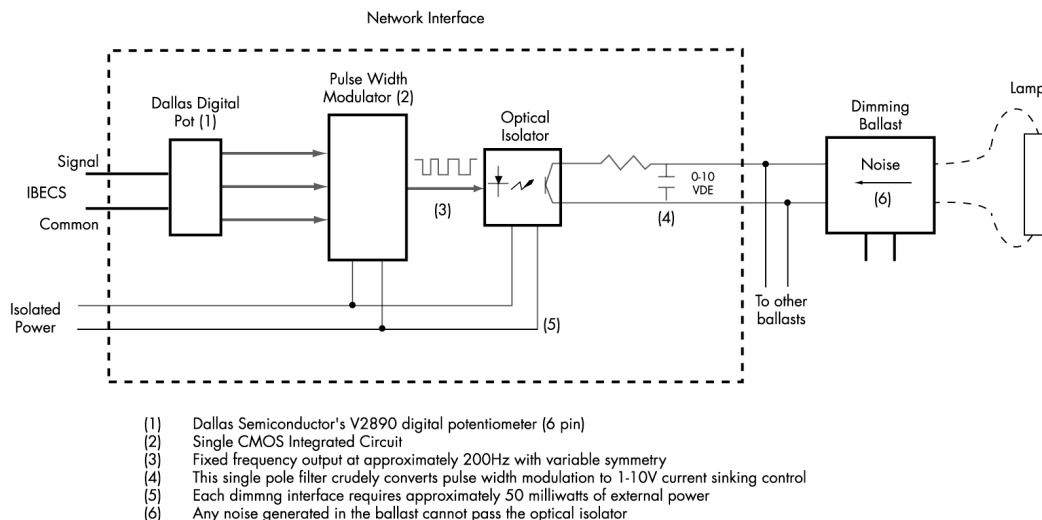 Network Interface
Pulse Width
Modulator (2)
Dallas Digital
Pot (1)
Optical
Isolator
Lamp
Dimming
Ballast
Signal
IBECS
Common
(3)
0-10
VDE
(4)
Noise
(6)
Isolated
Power
(5)
To other
ballasts
(1) Dallas Semiconductor's V2890 digital potentiometer (6 pin)
(2) Single CMOS Integrated Circuit
(3) Fixed frequency output at approximately 200Hz with variable symmetry
(4) This single pole filter crudely converts pulse width modulation to 1-10V current sinking control
(5) Each dimmng interface requires approximately 50 milliwatts of external power
(6) Any noise generated in the ballast cannot pass the optical isolator